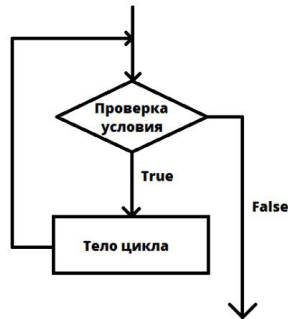 Проверка
условия
True
False
Тело цикла